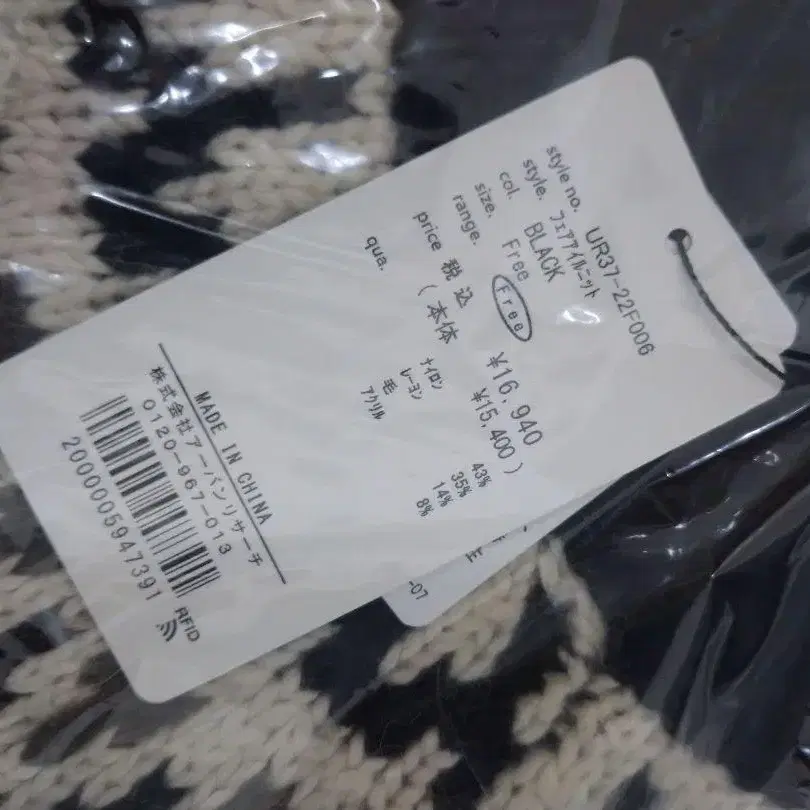 style no. UR37-22F006
style. フェアアイルニット
col. BLACK
size. Free
range. Free
price 税込 ¥16,940
(本体 ¥15,400)
qua.
ナイロン 43%
レーヨン 35%
毛 14%
アクリル 8%
MADE IN CHINA
株式会社アーバンリサーチ
0120-967-013
2000005947391
RFID
-07